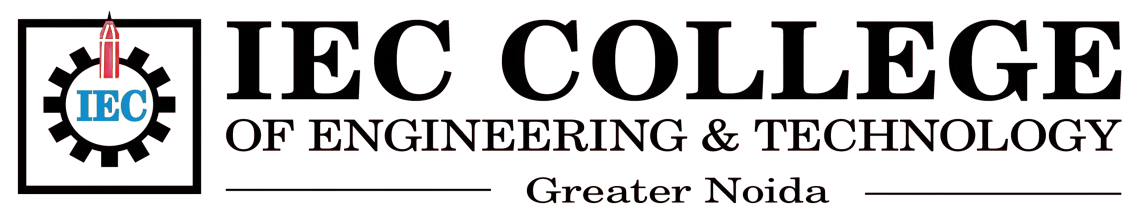 IEC
IEC COLLEGE
OF ENGINEERING & TECHNOLOGY
Greater Noida